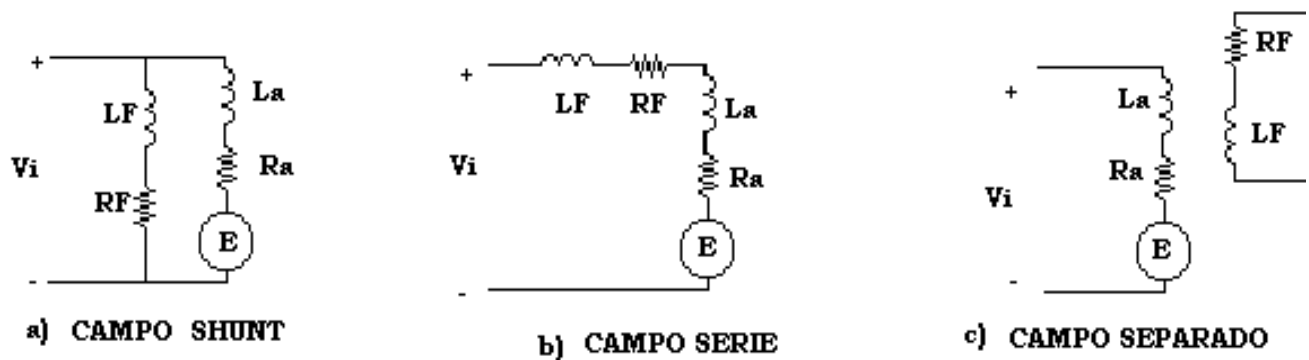 +
LF
La
Vi
RF
Ra
E
-
a) CAMPO SHUNT
+
LF
RF
La
Vi
Ra
E
-
b) CAMPO SERIE
RF
+
La
LF
Ra
Vi
E
-
c) CAMPO SEPARADO